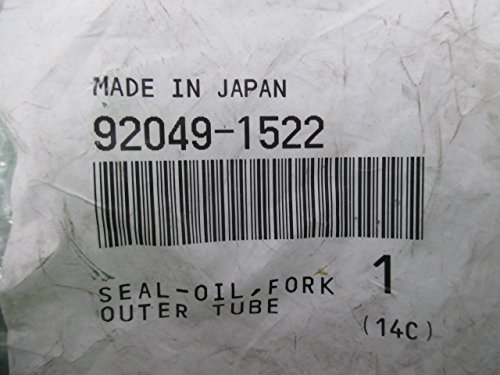 MADE IN JAPAN
92049-1522
SEAL-OIL,FORK 1
OUTER TUBE
(14C)